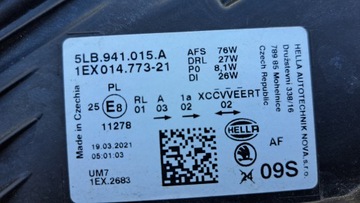 5LB.941.015.A
1EX 014.773-21
AFS 76W
DRL 27W
P0 8,1W
DI 26W
Made in Czechia
PL
25 E8
11278
RL A 1a XCCVVEERT
01 03 02 02
19.03.2021
05:01:03
UM7
1EX.2683
HELLA
AF
09S
HELLA AUTOTECHNIK NOVA s.r.o.
Družstevní 338/16
789 85 Mohelnice
Czech Republic